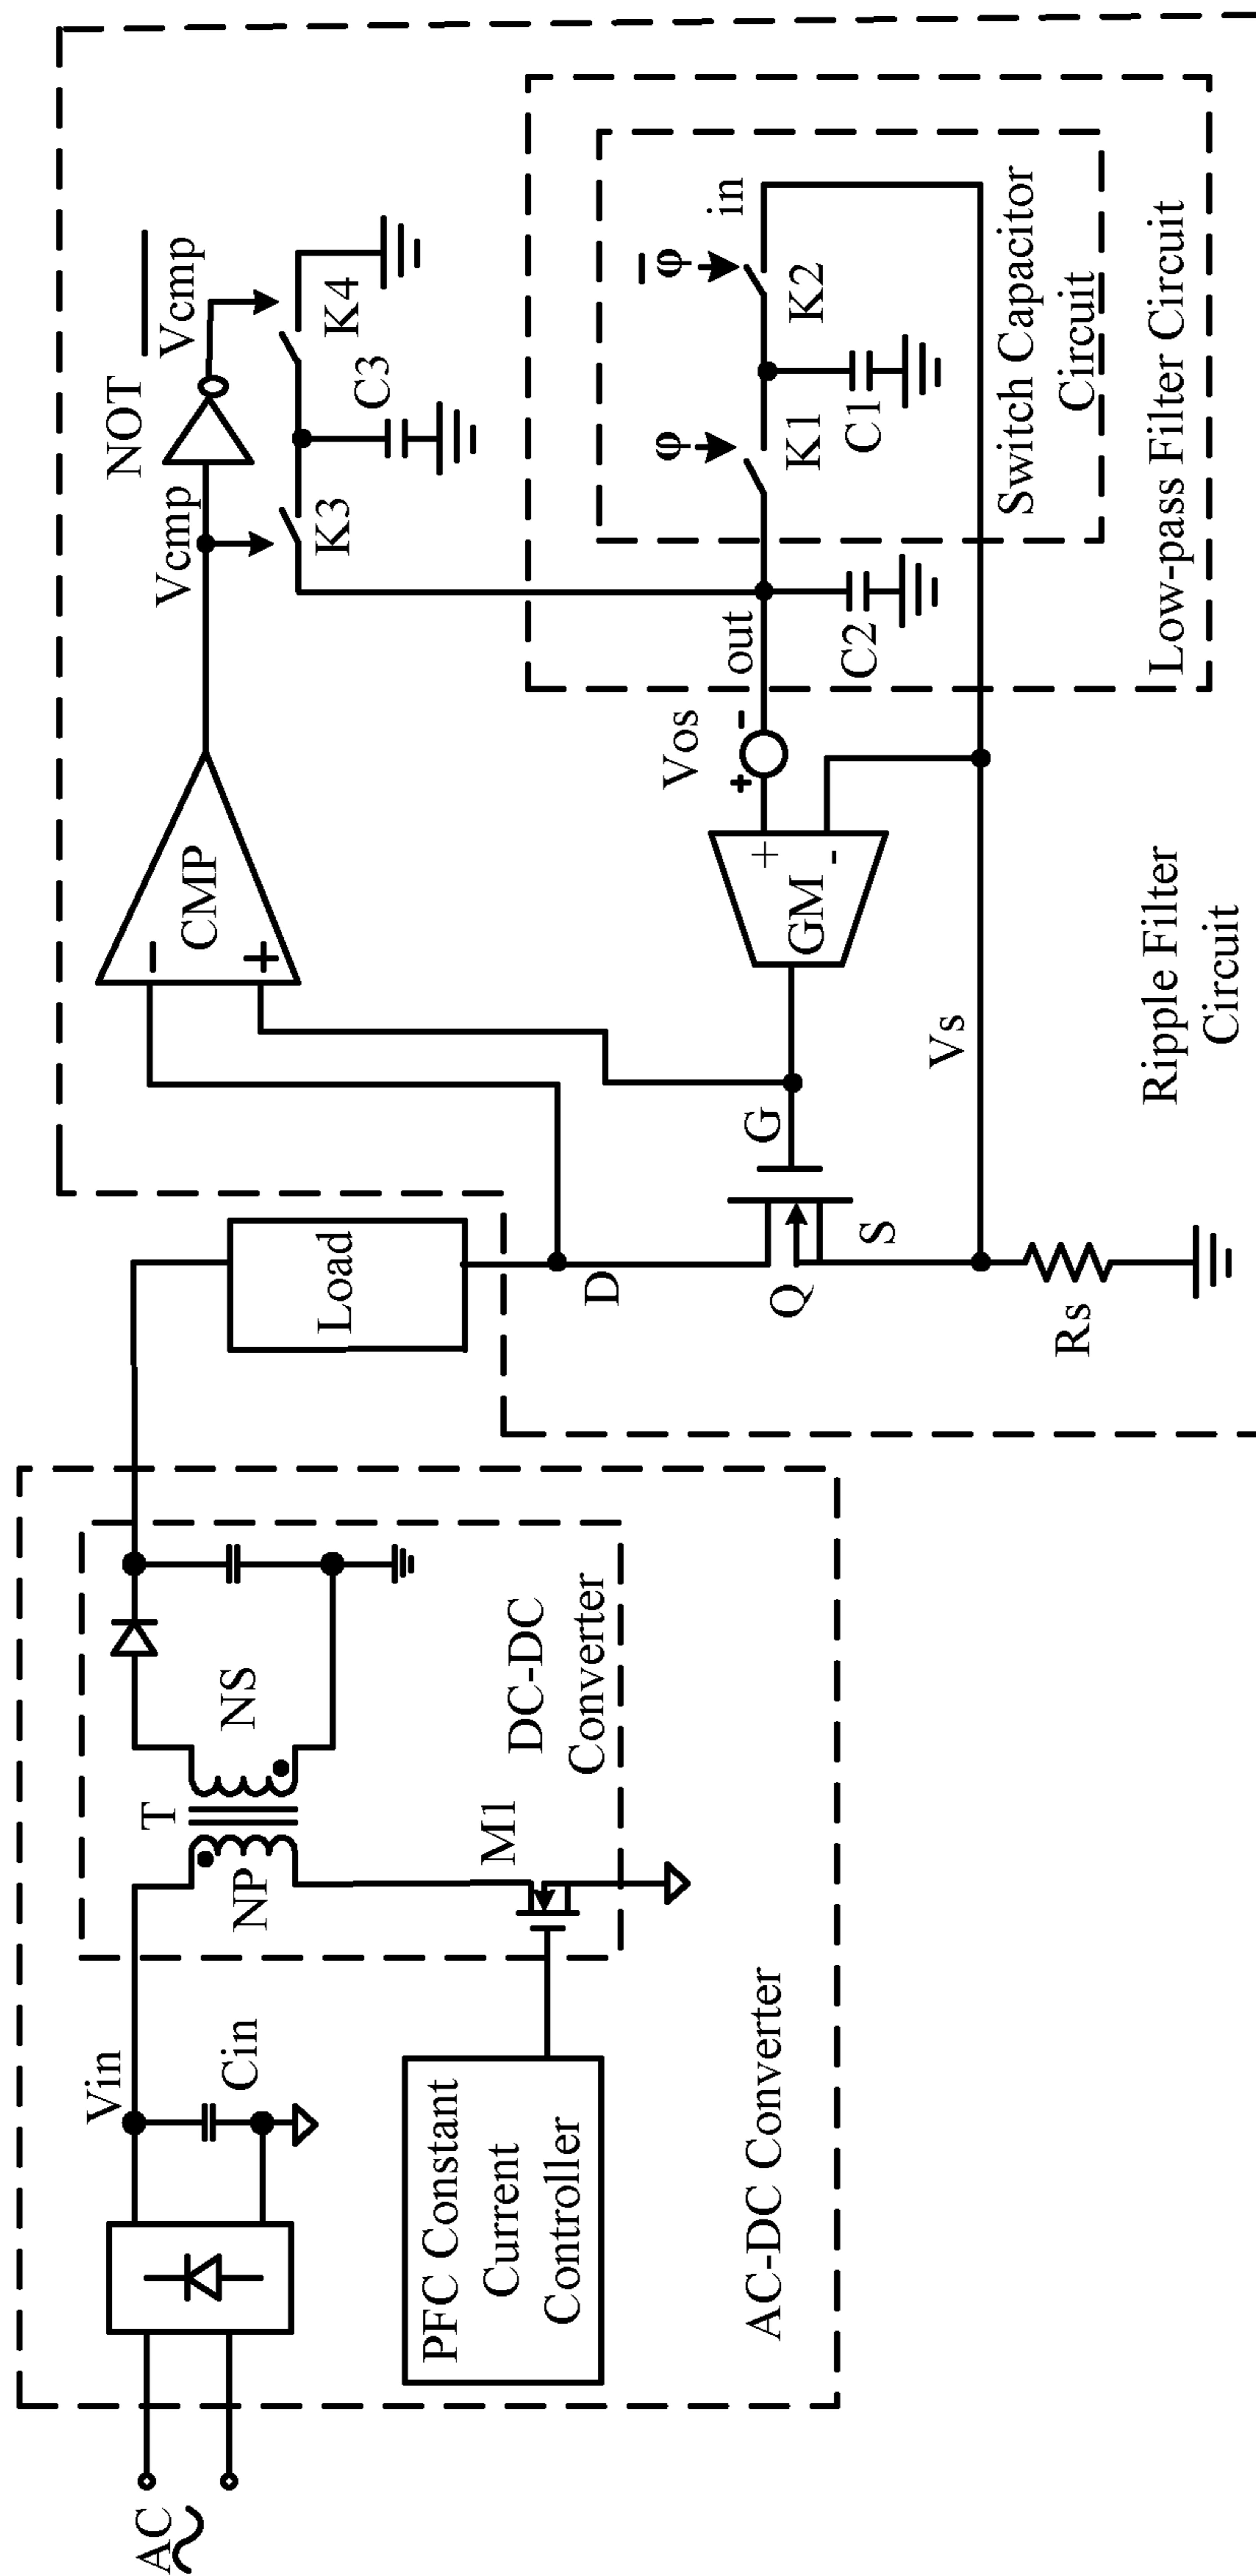 AC
Vin
Cin
T
NP
NS
M1
DC-DC
Converter
PFC Constant
Current
Controller
AC-DC Converter
Load
D
Q
G
S
Rs
Vs
CMP
−
+
GM
+
-
Vos
+
-
out
in
Vcmp
NOT
V̅c̅m̅p̅
K3
K4
C3
φ
φ̅
K1
K2
C1
C2
Switch Capacitor
Circuit
Low-pass Filter Circuit
Ripple Filter
Circuit